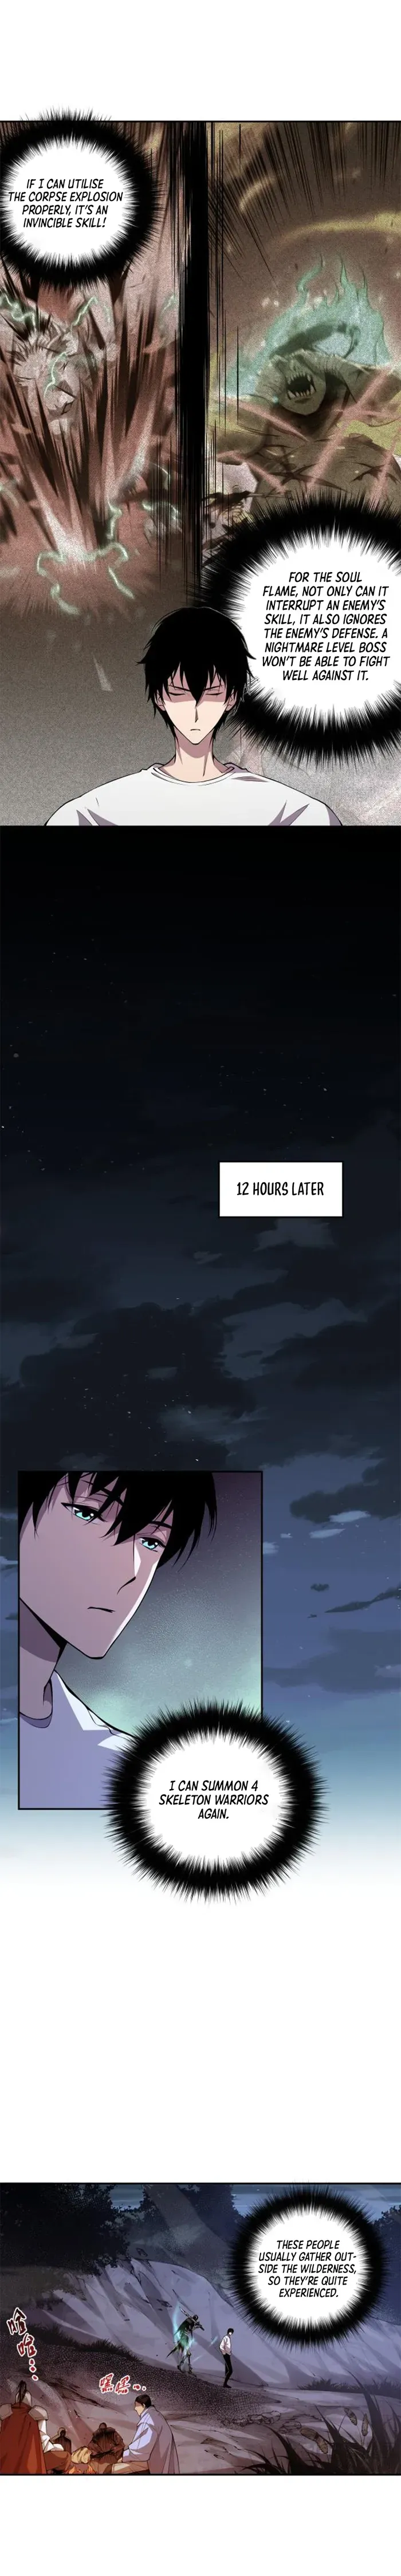 IF I CAN UTILISE
THE CORPSE EXPLOSION
PROPERLY, IT'S AN
INVINCIBLE SKILL!
FOR THE SOUL
FLAME, NOT ONLY CAN IT
INTERRUPT AN ENEMY'S
SKILL, IT ALSO IGNORES
THE ENEMY'S DEFENSE. A
NIGHTMARE LEVEL BOSS
WON'T BE ABLE TO FIGHT
WELL AGAINST IT.
12 HOURS LATER
I CAN SUMMON 4
SKELETON WARRIORS
AGAIN.
THESE PEOPLE
USUALLY GATHER OUT-
SIDE THE WILDERNESS,
SO THEY'RE QUITE
EXPERIENCED.